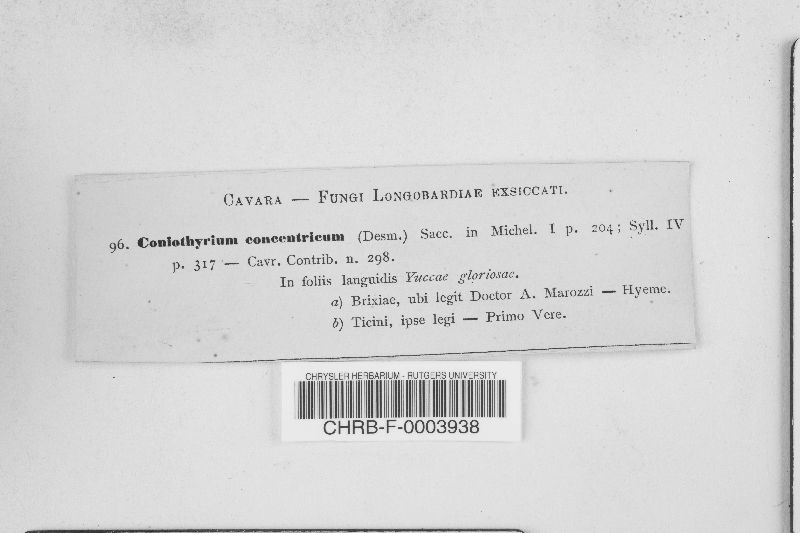 CAVARA — FUNGI LONGOBARDIAE EXSICCATI.
96. Coniothyrium concentricum (Desm.) Sacc. in Michel. I p. 204; Syll. IV
p. 317 — Cavr. Contrib. n. 298.
In foliis languidis Yuccae gloriosae.
a) Brixiae, ubi legit Doctor A. Marozzi — Hyeme.
b) Ticini, ipse legi — Primo Vere.
CHRYSLER HERBARIUM - RUTGERS UNIVERSITY
CHRB-F-0003938